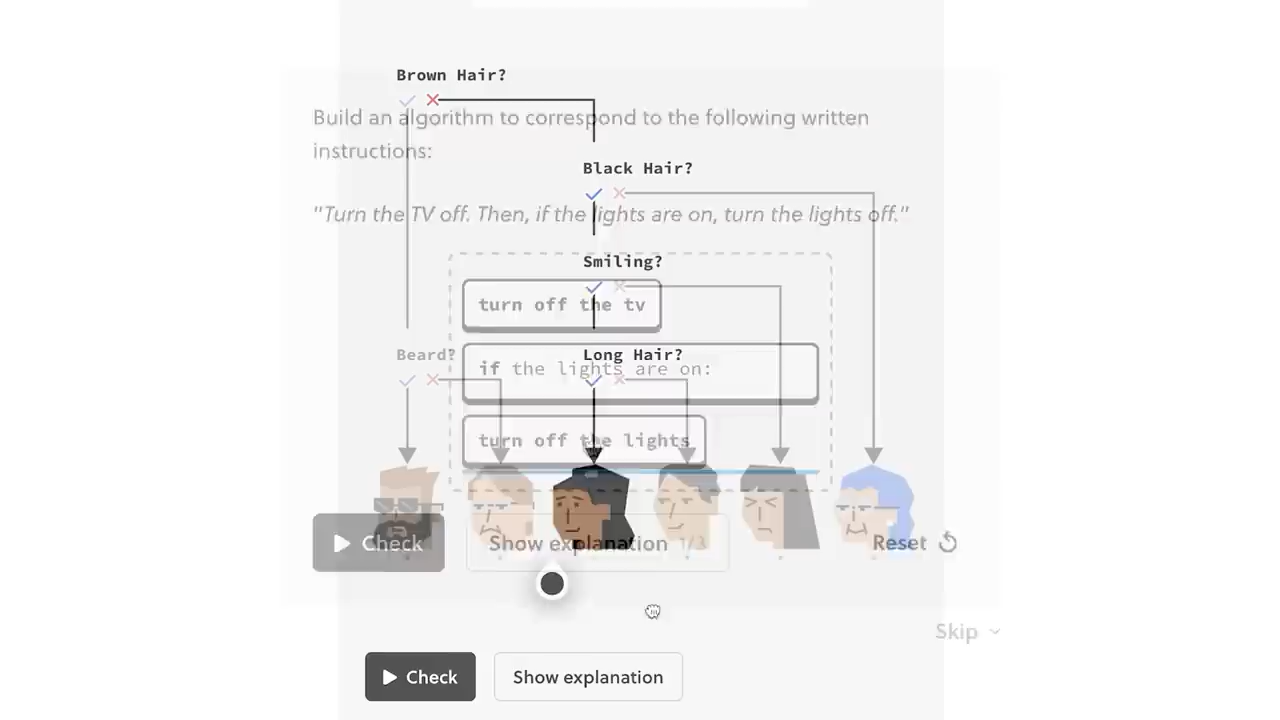 Brown Hair?
Build an algorithm to correspond to the following written
instructions:
Black Hair?
"Turn the TV off. Then, if the lights are on, turn the lights off."
Smiling?
turn off the tv
Beard?
Long Hair?
if the lights are on:
turn off the lights
Check
Show explanation 1/3
Reset
Skip
Check
Show explanation